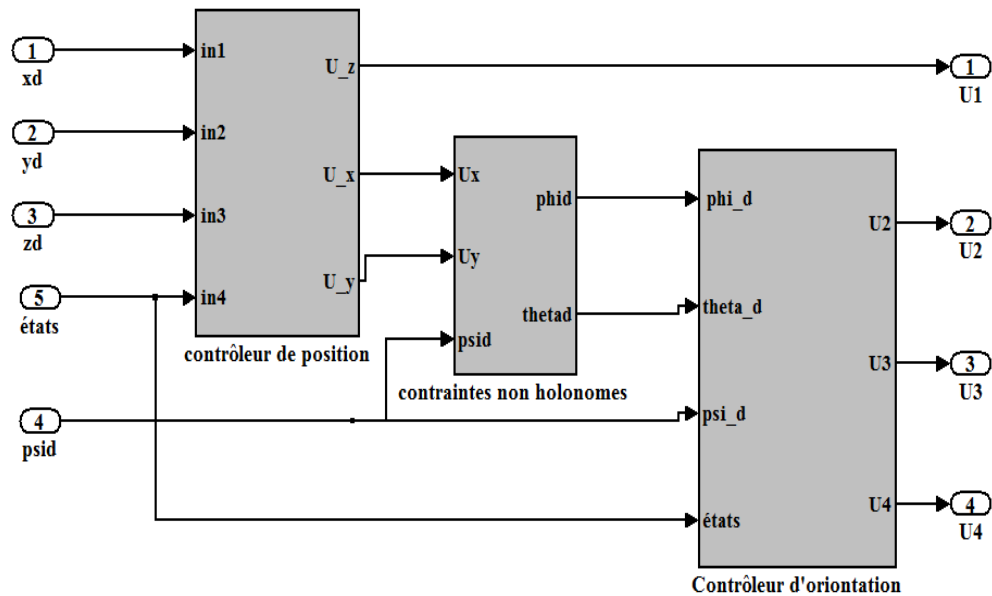 1
xd
2
yd
3
zd
5
états
4
psid
in1
in2
in3
in4
U_z
U_x
U_y
contrôleur de position
Ux
Uy
psid
phid
thetad
contraintes non holonomes
phi_d
theta_d
psi_d
états
U2
U3
U4
Contrôleur d'oriontation
1
U1
2
U2
3
U3
4
U4